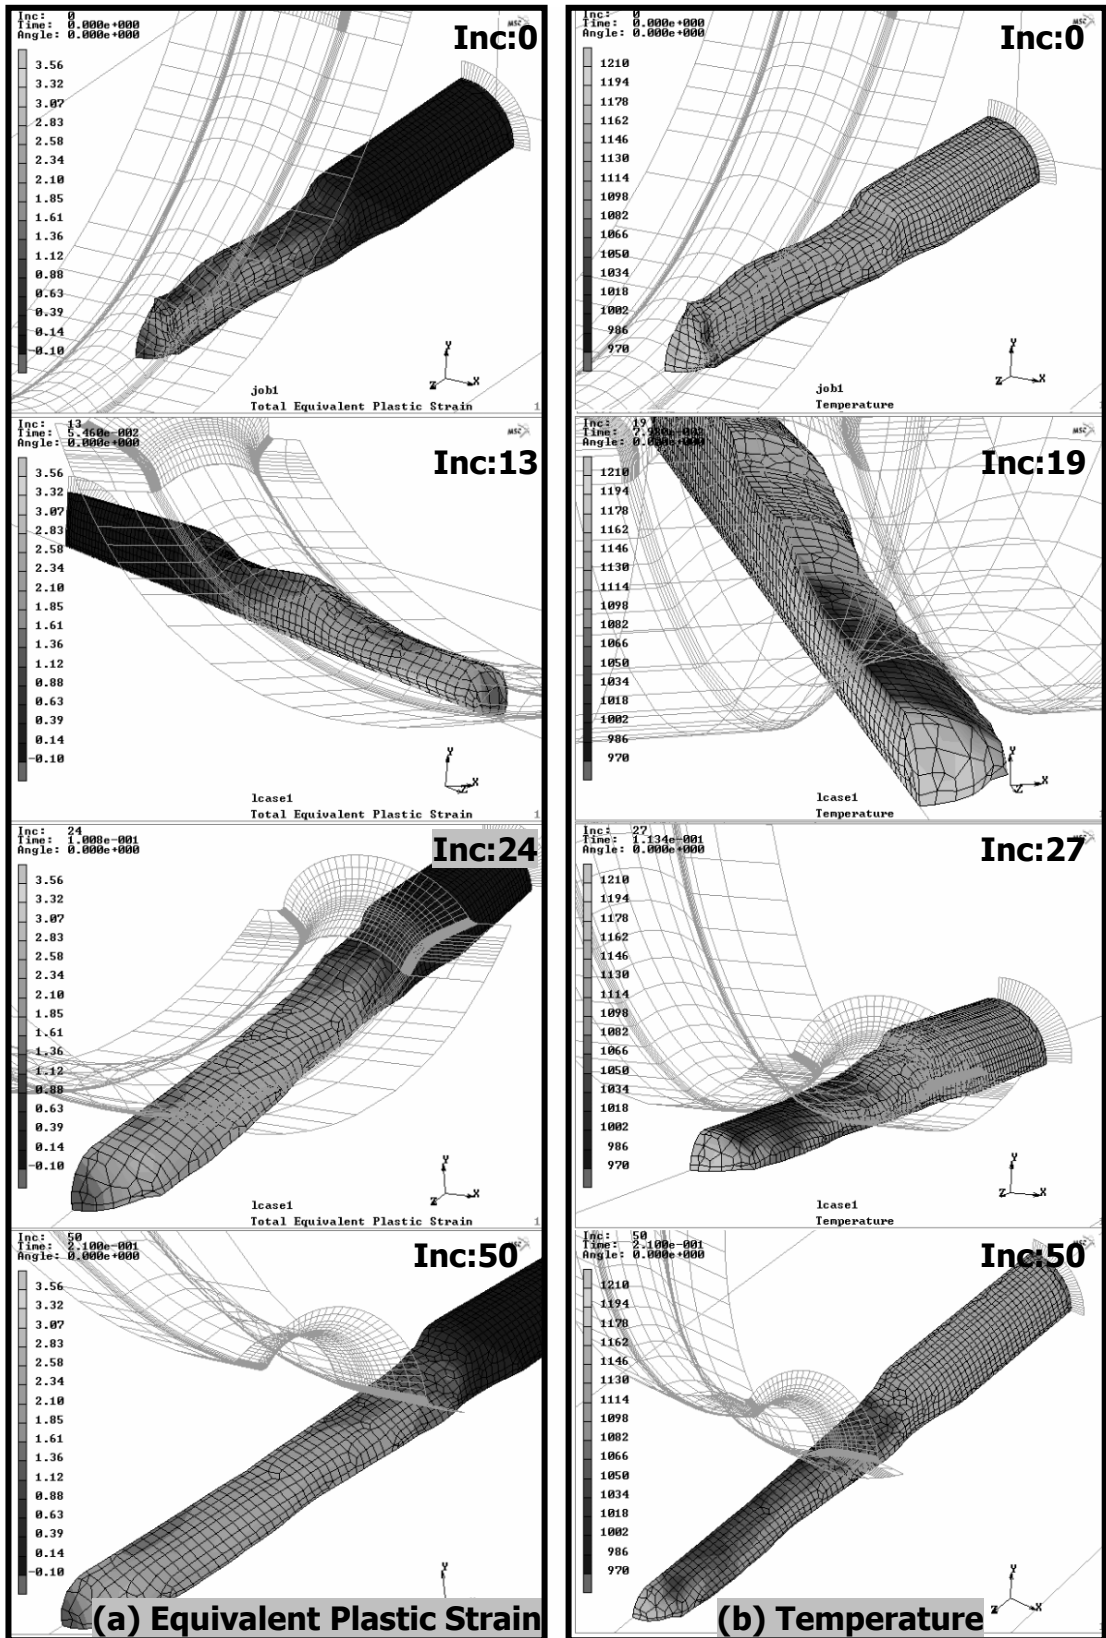 Inc: 0
Time: 0.000e+000
Angle: 0.000e+000
Inc:0
3.56
3.32
3.07
2.83
2.58
2.34
2.10
1.85
1.61
1.36
1.12
0.88
0.63
0.39
0.14
-0.10
Y
Z X
job1
Total Equivalent Plastic Strain
1
Inc: 13
Time: 5.460e-002
Angle: 0.000e+000
Inc:13
3.56
3.32
3.07
2.83
2.58
2.34
2.10
1.85
1.61
1.36
1.12
0.88
0.63
0.39
0.14
-0.10
Y
X
Z
lcase1
Total Equivalent Plastic Strain
1
Inc: 24
Time: 1.008e-001
Angle: 0.000e+000
Inc:24
3.56
3.32
3.07
2.83
2.58
2.34
2.10
1.85
1.61
1.36
1.12
0.88
0.63
0.39
0.14
-0.10
Y
Z X
lcase1
Total Equivalent Plastic Strain
1
Inc: 50
Time: 2.100e-001
Angle: 0.000e+000
Inc:50
3.56
3.32
3.07
2.83
2.58
2.34
2.10
1.85
1.61
1.36
1.12
0.88
0.63
0.39
0.14
-0.10
Y
(a) Equivalent Plastic Strain
Inc: 0
Time: 0.000e+000
Angle: 0.000e+000
Inc:0
1210
1194
1178
1162
1146
1130
1114
1098
1082
1066
1050
1034
1018
1002
986
970
Y
Z X
job1
Temperature
Inc: 19
Angle: 0.000e+000
Inc:19
1210
1194
1178
1162
1146
1130
1114
1098
1082
1066
1050
1034
1018
1002
986
970
Y
Z X
lcase1
Temperature
Inc: 27
Time: 1.134e-001
Angle: 0.000e+000
Inc:27
1210
1194
1178
1162
1146
1130
1114
1098
1082
1066
1050
1034
1018
1002
986
970
Y
Z X
lcase1
Temperature
Inc: 50
Time: 2.100e-001
Angle: 0.000e+000
Inc:50
1210
1194
1178
1162
1146
1130
1114
1098
1082
1066
1050
1034
1018
1002
986
970
Y
Z X
(b) Temperature